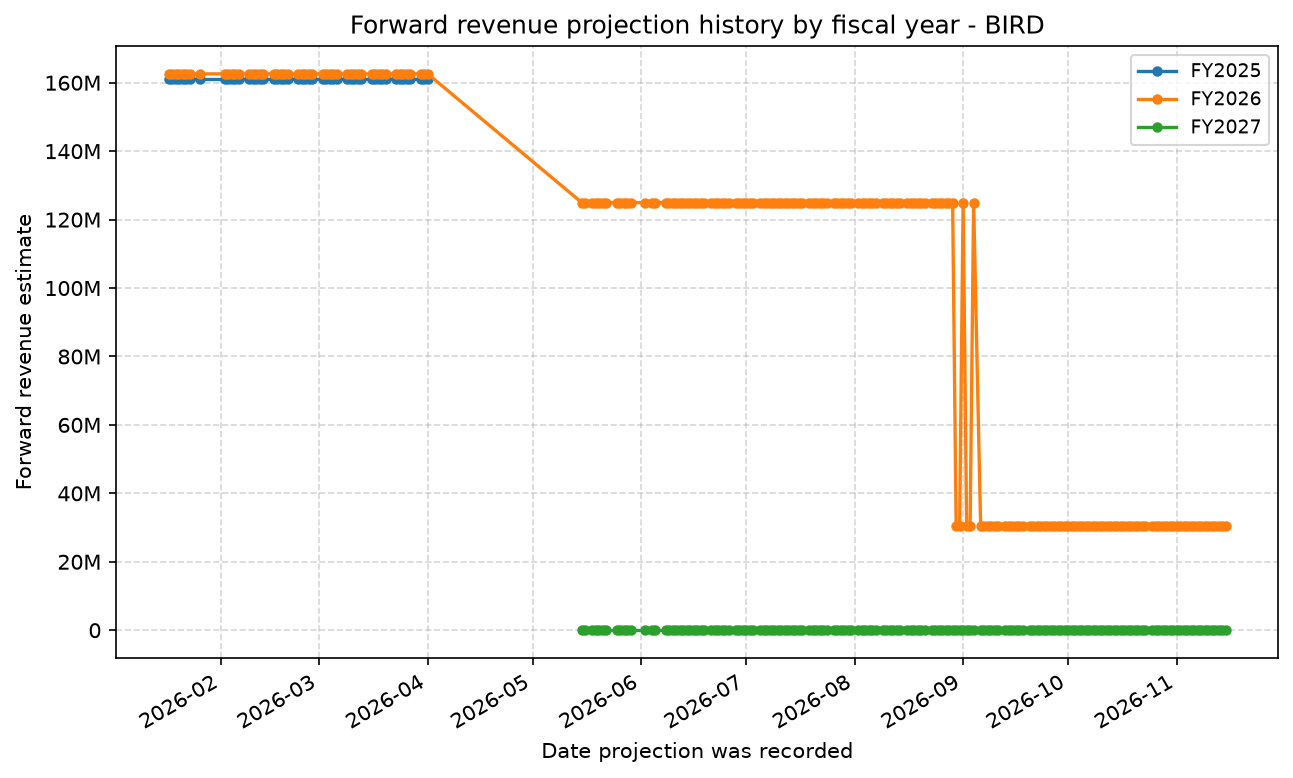 Forward revenue projection history by fiscal year - BIRD
FY2025
FY2026
FY2027
Forward revenue estimate
160M
140M
120M
100M
80M
60M
40M
20M
0
2026-02
2026-03
2026-04
2026-05
2026-06
2026-07
2026-08
2026-09
2026-10
2026-11
Date projection was recorded